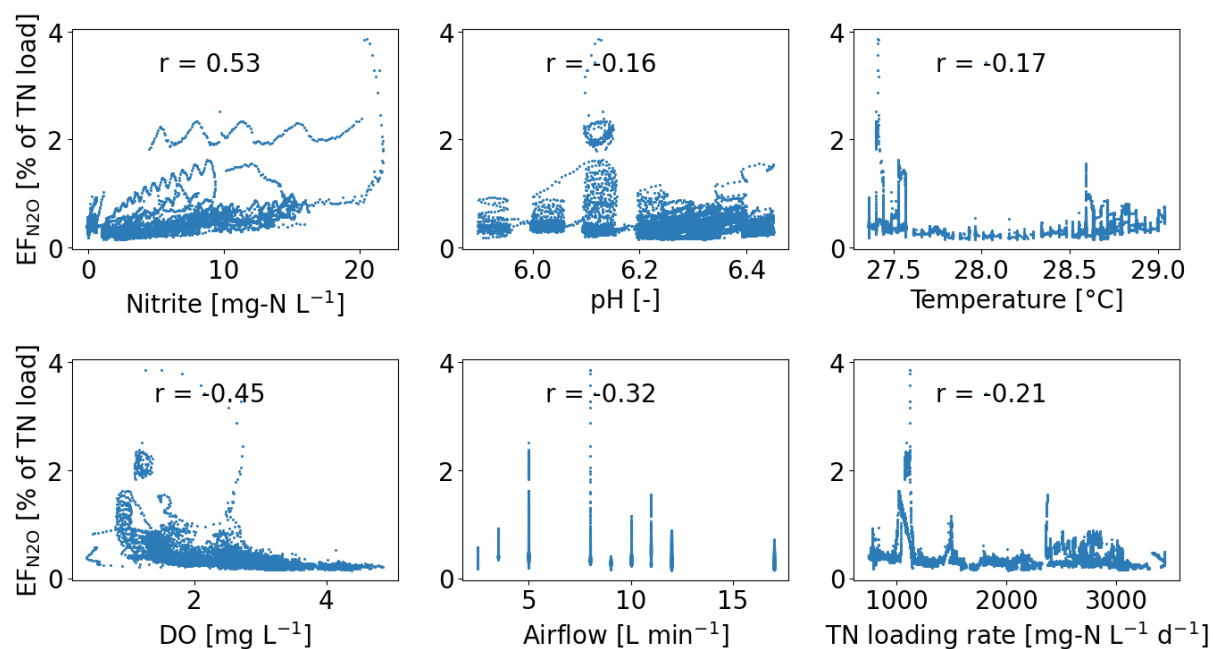 EF_N2O [% of TN load]
4
2
0
r = 0.53
0
10
20
Nitrite [mg-N L⁻¹]
r = -0.16
6.0
6.2
6.4
pH [-]
4
2
0
r = -0.17
27.5
28.0
28.5
29.0
Temperature [°C]
4
2
0
EF_N2O [% of TN load]
4
2
0
r = -0.45
2
4
DO [mg L⁻¹]
4
2
0
r = -0.32
5
10
15
Airflow [L min⁻¹]
4
2
0
r = -0.21
1000
2000
3000
TN loading rate [mg-N L⁻¹ d⁻¹]
4
2
0